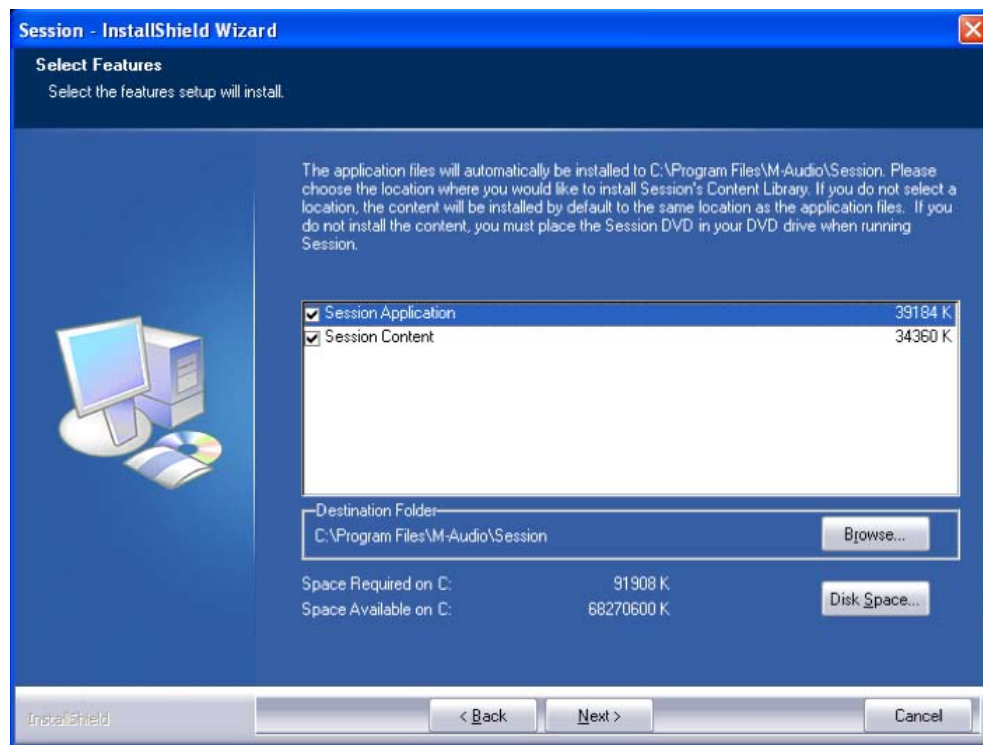 Session - InstallShield Wizard
Select Features
Select the features setup will install.
The application files will automatically be installed to C:\Program Files\M-Audio\Session. Please
choose the location where you would like to install Session's Content Library. If you do not select a
location, the content will be installed by default to the same location as the application files. If you
do not install the content, you must place the Session DVD in your DVD drive when running
Session.
Session Application 39184 K
Session Content 34360 K
Destination Folder
C:\Program Files\M-Audio\Session
Browse...
Space Required on C: 91908 K
Space Available on C: 68270600 K
Disk Space...
InstallShield
< Back
Next >
Cancel